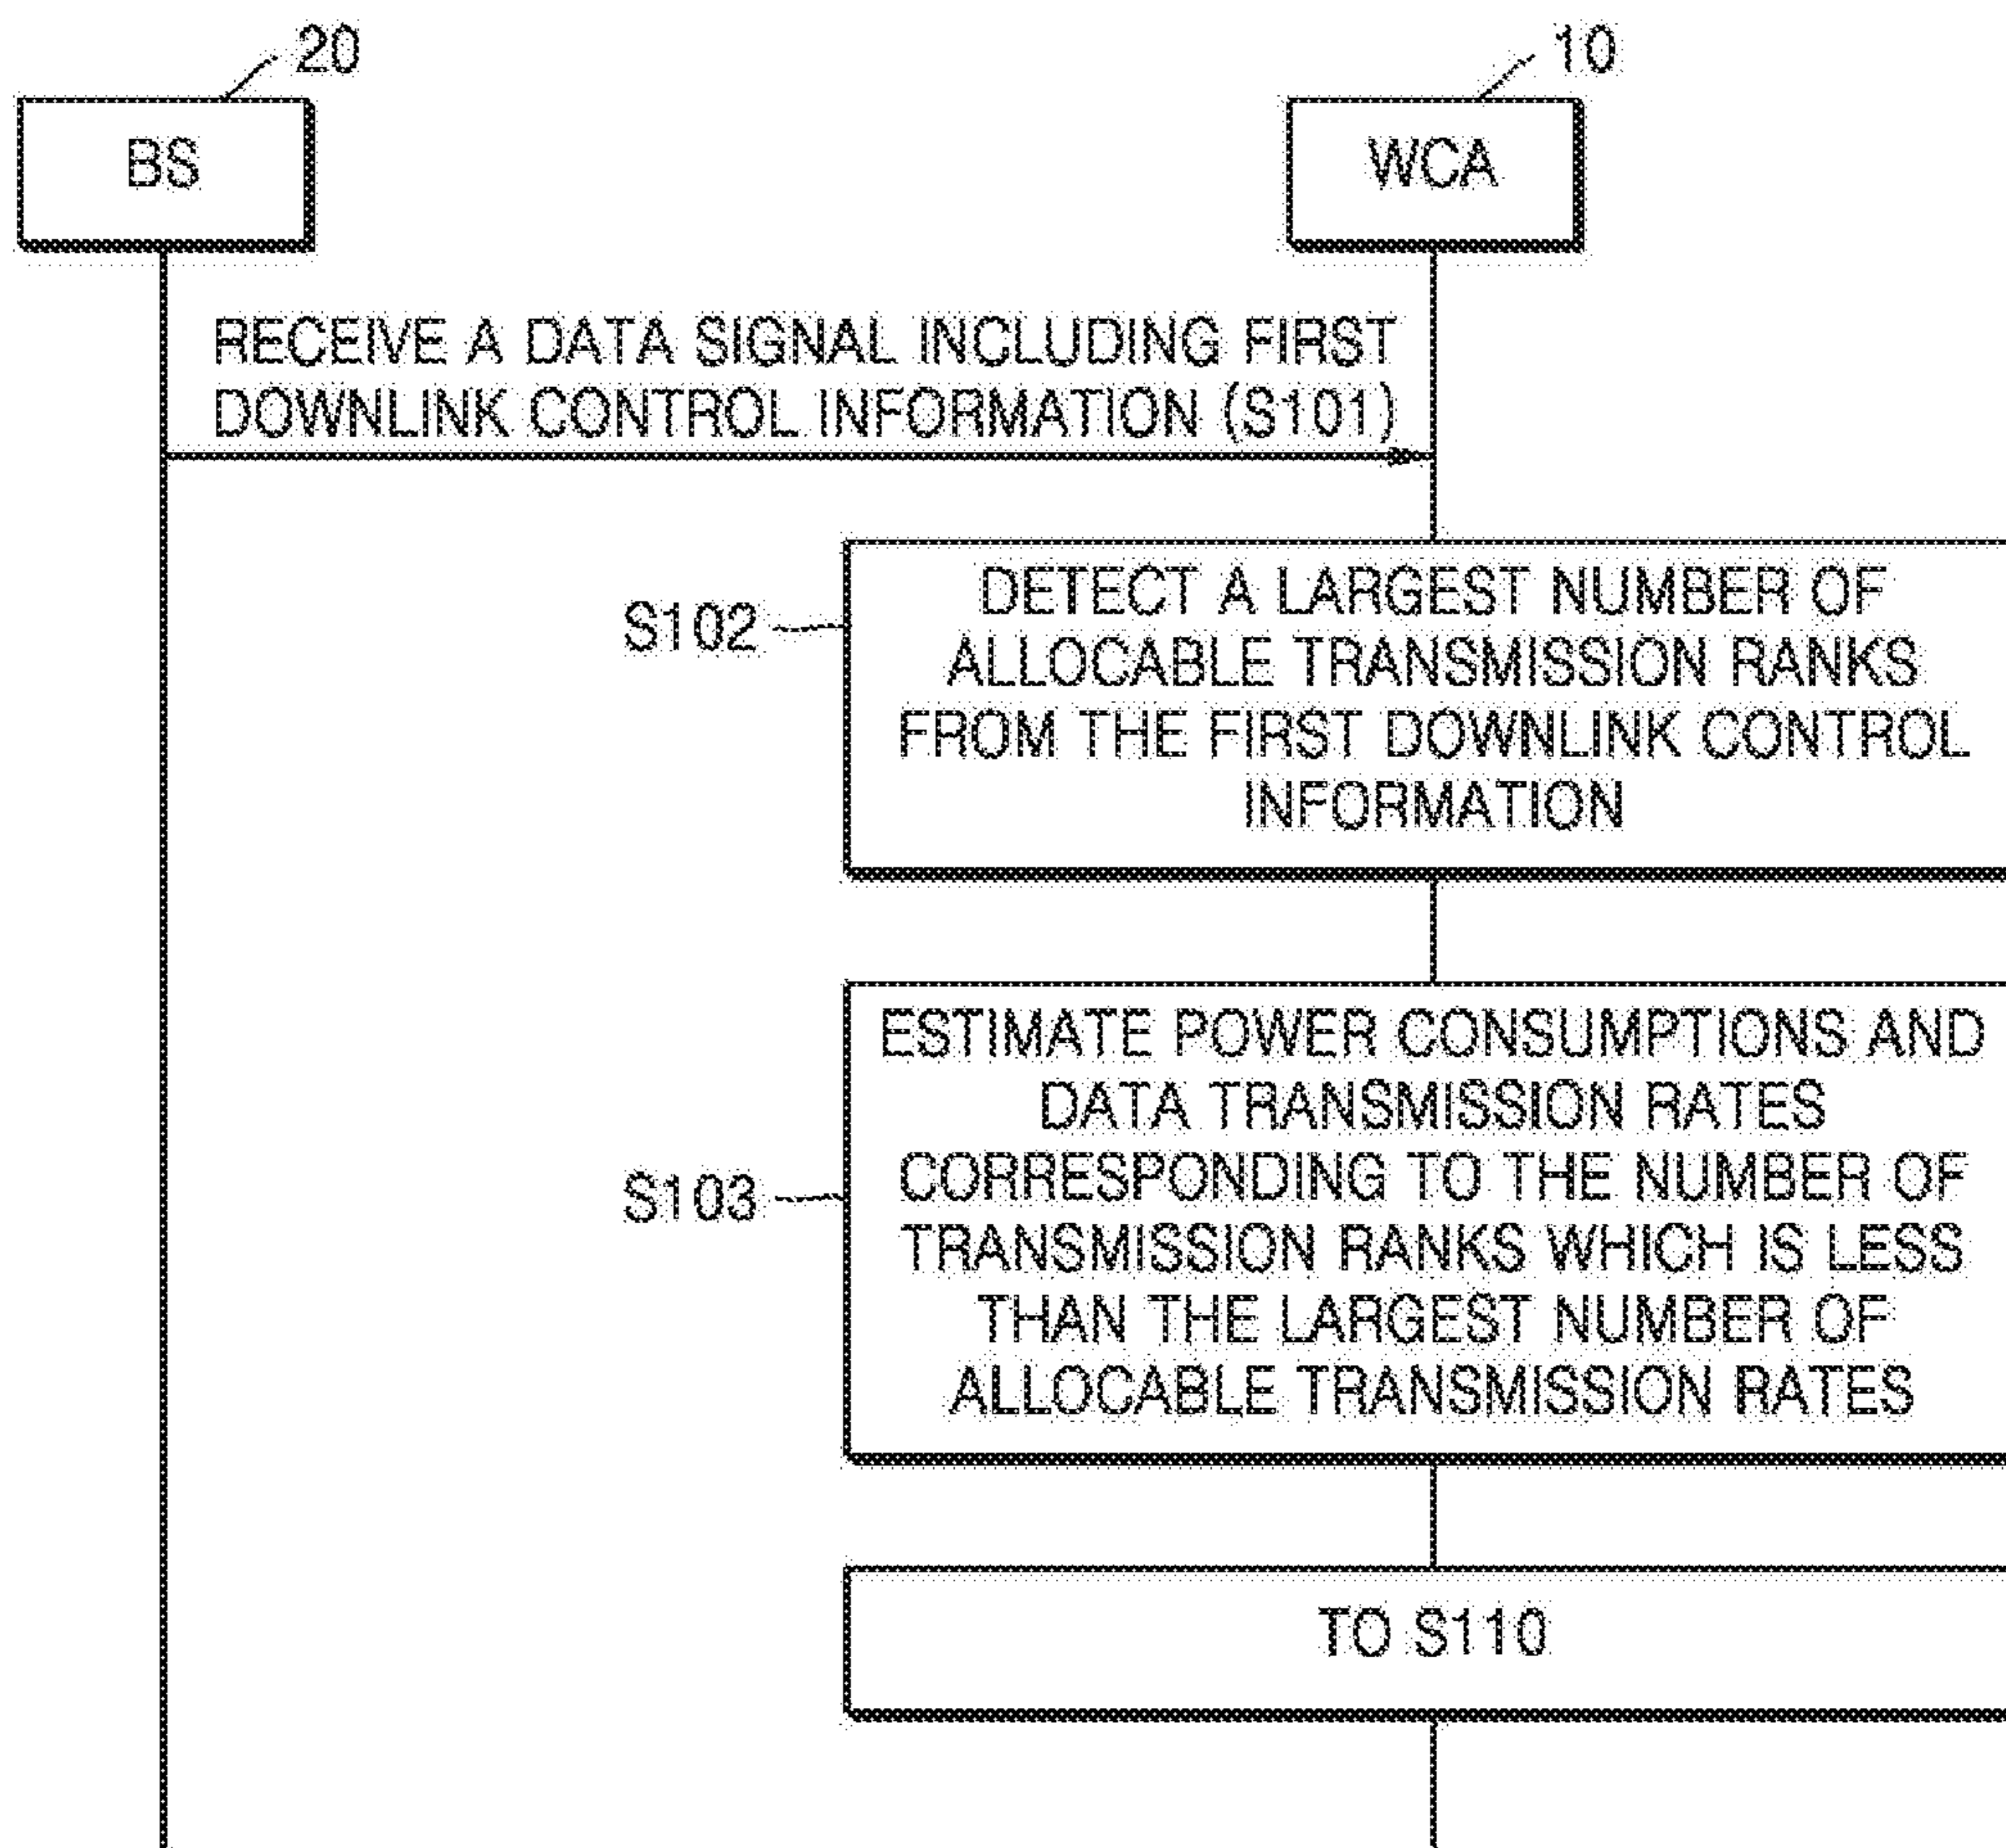 20
10
BS
WCA
RECEIVE A DATA SIGNAL INCLUDING FIRST
DOWNLINK CONTROL INFORMATION (S101)
S102
DETECT A LARGEST NUMBER OF
ALLOCABLE TRANSMISSION RANKS
FROM THE FIRST DOWNLINK CONTROL
INFORMATION
S103
ESTIMATE POWER CONSUMPTIONS AND
DATA TRANSMISSION RATES
CORRESPONDING TO THE NUMBER OF
TRANSMISSION RANKS WHICH IS LESS
THAN THE LARGEST NUMBER OF
ALLOCABLE TRANSMISSION RATES
TO S110